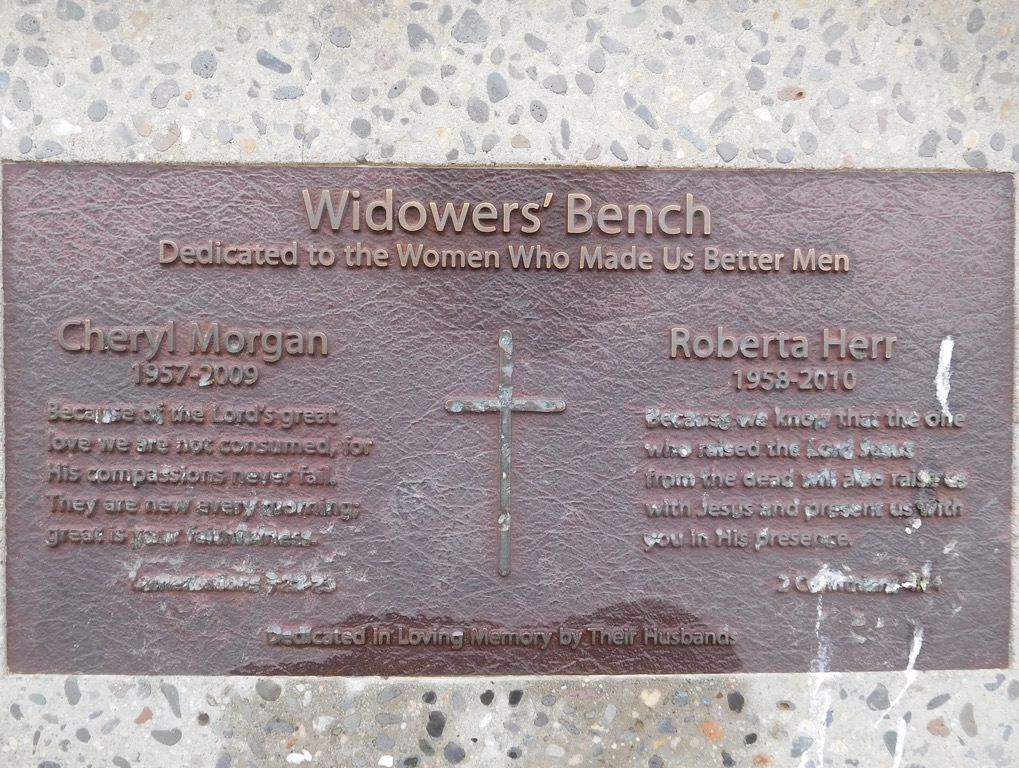 Widowers' Bench
Dedicated to the Women Who Made Us Better Men
Cheryl Morgan
1957-2009
Because of the Lord's great
love we are not consumed, for
His compassions never fail.
They are new every morning;
great is your faithfulness.
Lamentations
Roberta Herr
1958-2010
Because we know that the one
who raised the Lord Jesus
from the dead will also raise us
with Jesus and present us with
you in His presence.
2 Corinthians
Dedicated in Loving Memory by Their Husbands